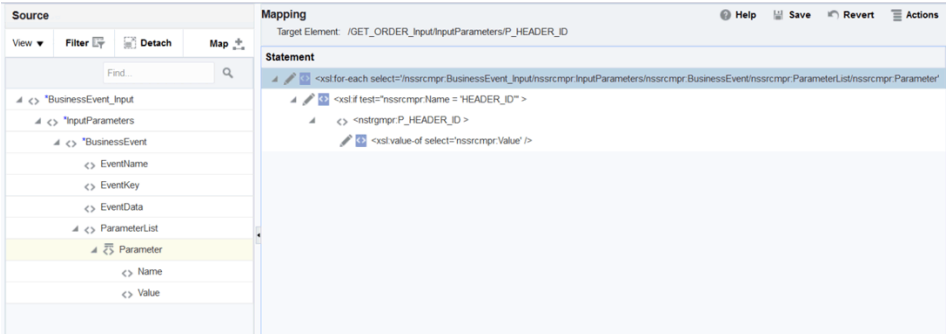 Source
View Filter Detach Map
Find...
*BusinessEvent_Input
*InputParameters
*BusinessEvent
EventName
EventKey
EventData
ParameterList
Parameter
Name
Value
Mapping
Help Save Revert Actions
Target Element: /GET_ORDER_Input/InputParameters/P_HEADER_ID
Statement
<xsl:for-each select='/nssrcmpr:BusinessEvent_Input/nssrcmpr:InputParameters/nssrcmpr:BusinessEvent/nssrcmpr:ParameterList/nssrcmpr:Parameter'
<xsl:if test="nssrcmpr:Name = 'HEADER_ID'" >
<nstrgmpr:P_HEADER_ID >
<xsl:value-of select='nssrcmpr:Value' />